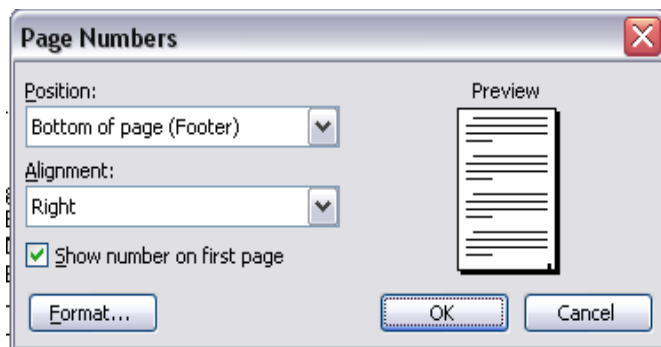 Page Numbers
Position:
Preview
Bottom of page (Footer)
Alignment:
Right
Show number on first page
Format...
OK
Cancel